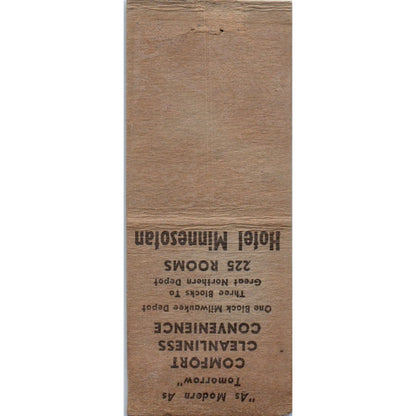 "As Modern As
Tomorrow"
COMFORT
CLEANLINESS
CONVENIENCE
One Block Milwaukee Depot
Three Blocks To
Great Northern Depot
225 ROOMS
Hotel Minnesotan